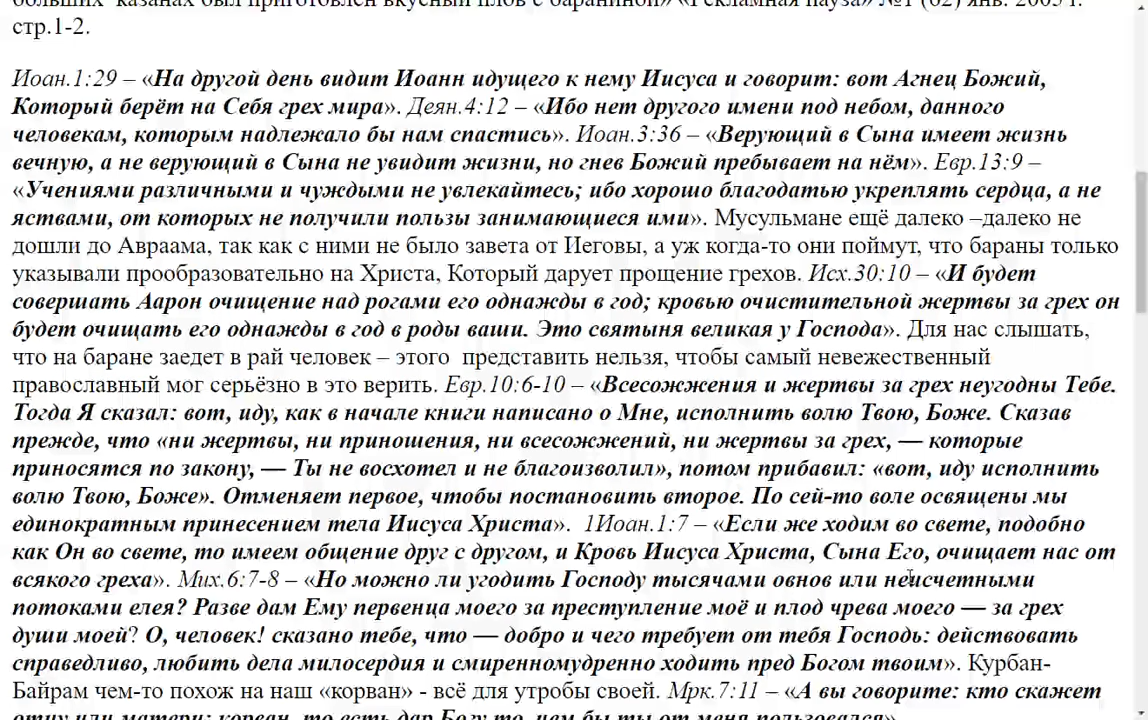 больших казанах был приготовлен вкусный плов с бараниной» «Рекламная пауза» №1 (62) янв. 2005 г.
стр.1-2.
Иоан.1:29 – «На другой день видит Иоанн идущего к нему Иисуса и говорит: вот Агнец Божий,
Который берёт на Себя грех мира». Деян.4:12 – «Ибо нет другого имени под небом, данного
человекам, которым надлежало бы нам спастись». Иоан.3:36 – «Верующий в Сына имеет жизнь
вечную, а не верующий в Сына не увидит жизни, но гнев Божий пребывает на нём». Евр.13:9 –
«Учениями различными и чуждыми не увлекайтесь; ибо хорошо благодатью укреплять сердца, а не
яствами, от которых не получили пользы занимающиеся ими». Мусульмане ещё далеко –далеко не
дошли до Авраама, так как с ними не было завета от Иеговы, а уж когда-то они поймут, что бараны только
указывали прообразовательно на Христа, Который дарует прощение грехов. Исх.30:10 – «И будет
совершать Аарон очищение над рогами его однажды в год; кровью очистительной жертвы за грех он
будет очищать его однажды в год в роды ваши. Это святыня великая у Господа». Для нас слышать,
что на баране заедет в рай человек – этого представить нельзя, чтобы самый невежественный
православный мог серьёзно в это верить. Евр.10:6-10 – «Всесожжения и жертвы за грех неугодны Тебе.
Тогда Я сказал: вот, иду, как в начале книги написано о Мне, исполнить волю Твою, Боже. Сказав
прежде, что «ни жертвы, ни приношения, ни всесожжений, ни жертвы за грех, — которые
приносятся по закону, — Ты не восхотел и не благоизволил», потом прибавил: «вот, иду исполнить
волю Твою, Боже». Отменяет первое, чтобы постановить второе. По сей-то воле освящены мы
единократным принесением тела Иисуса Христа». 1Иоан.1:7 – «Если же ходим во свете, подобно
как Он во свете, то имеем общение друг с другом, и Кровь Иисуса Христа, Сына Его, очищает нас от
всякого греха». Мих.6:7-8 – «Но можно ли угодить Господу тысячами овнов или неисчетными
потоками елея? Разве дам Ему первенца моего за преступление моё и плод чрева моего — за грех
души моей? О, человек! сказано тебе, что — добро и чего требует от тебя Господь: действовать
справедливо, любить дела милосердия и смиренномудренно ходить пред Богом твоим». Курбан-
Байрам чем-то похож на наш «корван» - всё для утробы своей. Мрк.7:11 – «А вы говорите: кто скажет
отцу или матери: корван, то есть дар Богу то, чем бы ты от меня пользовался»